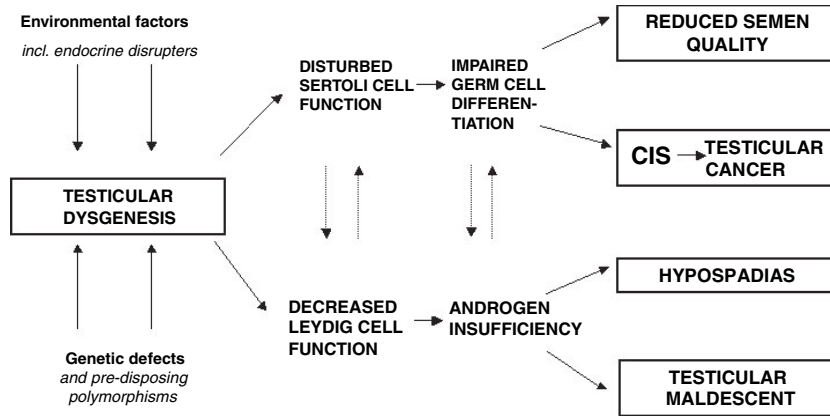 Environmental factors
incl. endocrine disrupters
TESTICULAR
DYSGENESIS
Genetic defects
and pre-disposing
polymorphisms
DISTURBED
SERTOLI CELL
FUNCTION
IMPAIRED
GERM CELL
DIFFEREN-
TIATION
DECREASED
LEYDIG CELL
FUNCTION
ANDROGEN
INSUFFICIENCY
REDUCED SEMEN
QUALITY
CIS TESTICULAR
CANCER
HYPOSPADIAS
TESTICULAR
MALDESCENT